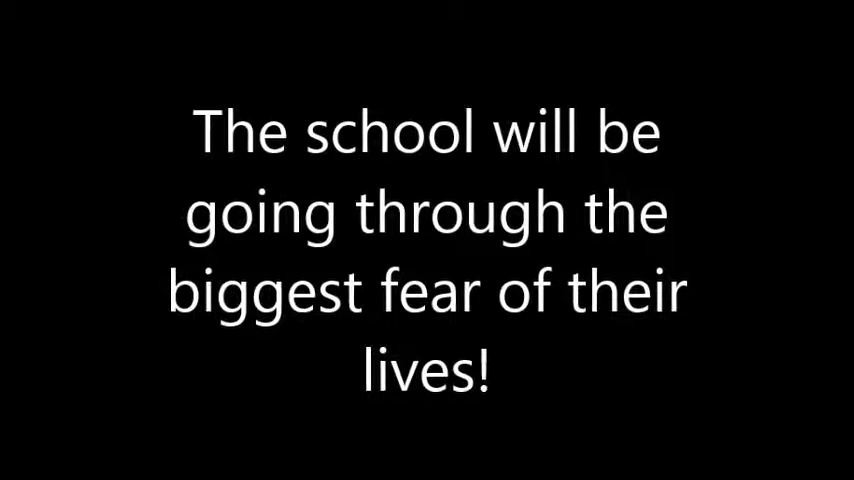 The school will be
going through the
biggest fear of their
lives!